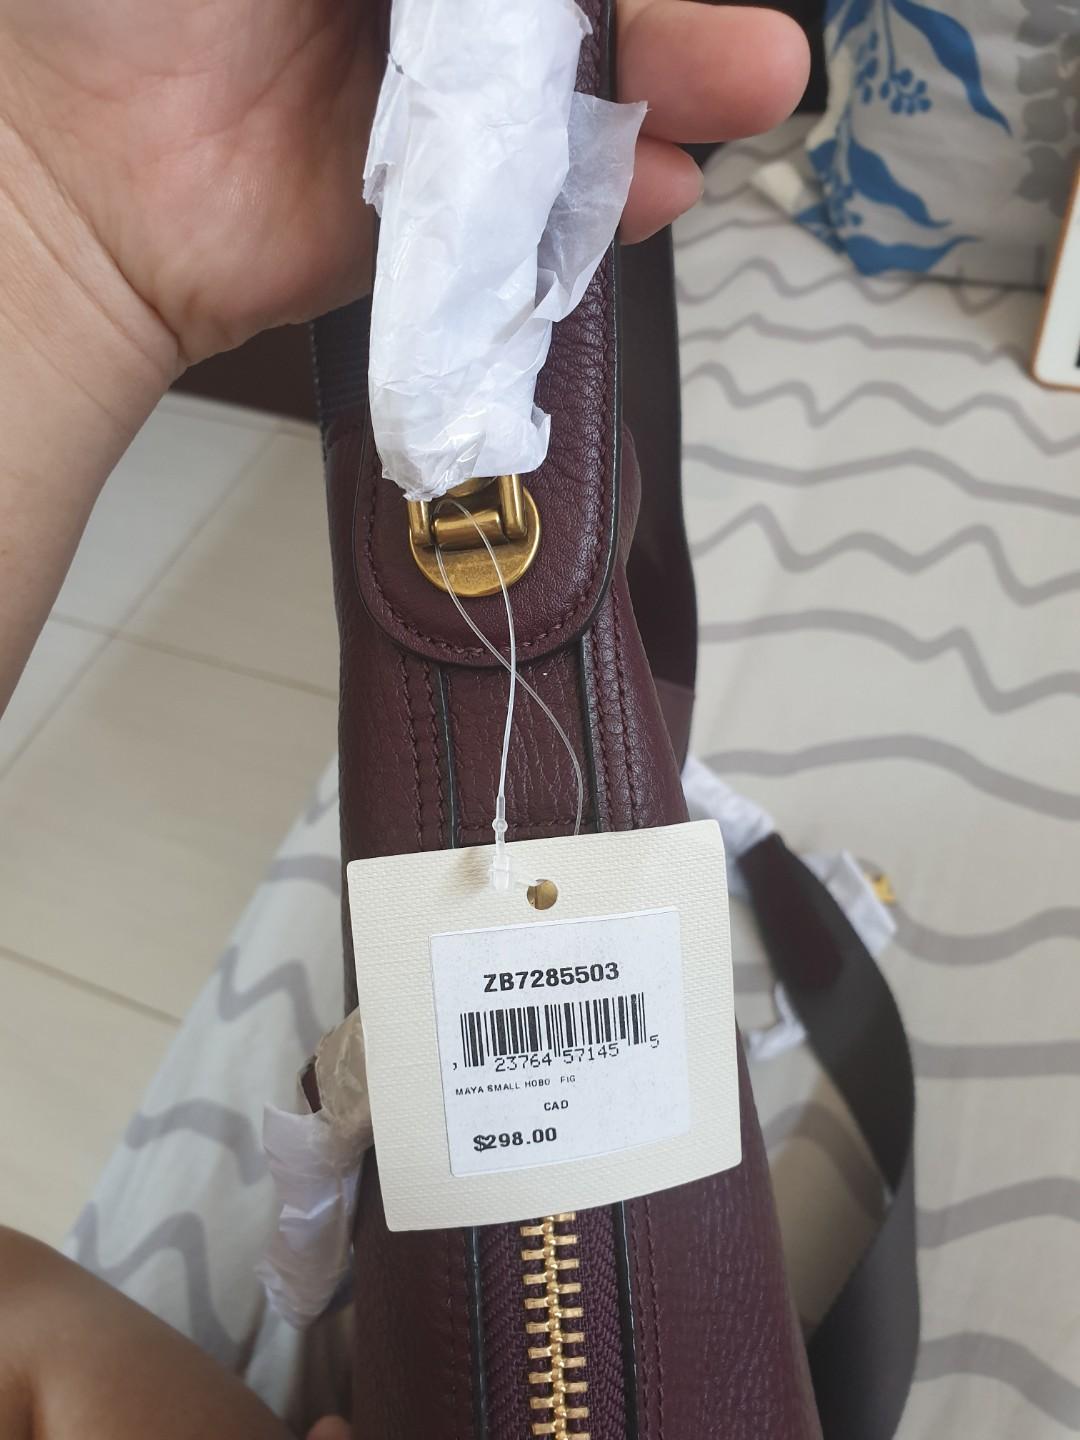 ZB7285503
, 23764 57145 5
MAYA SMALL HOBO FIG
CAD
$298.00